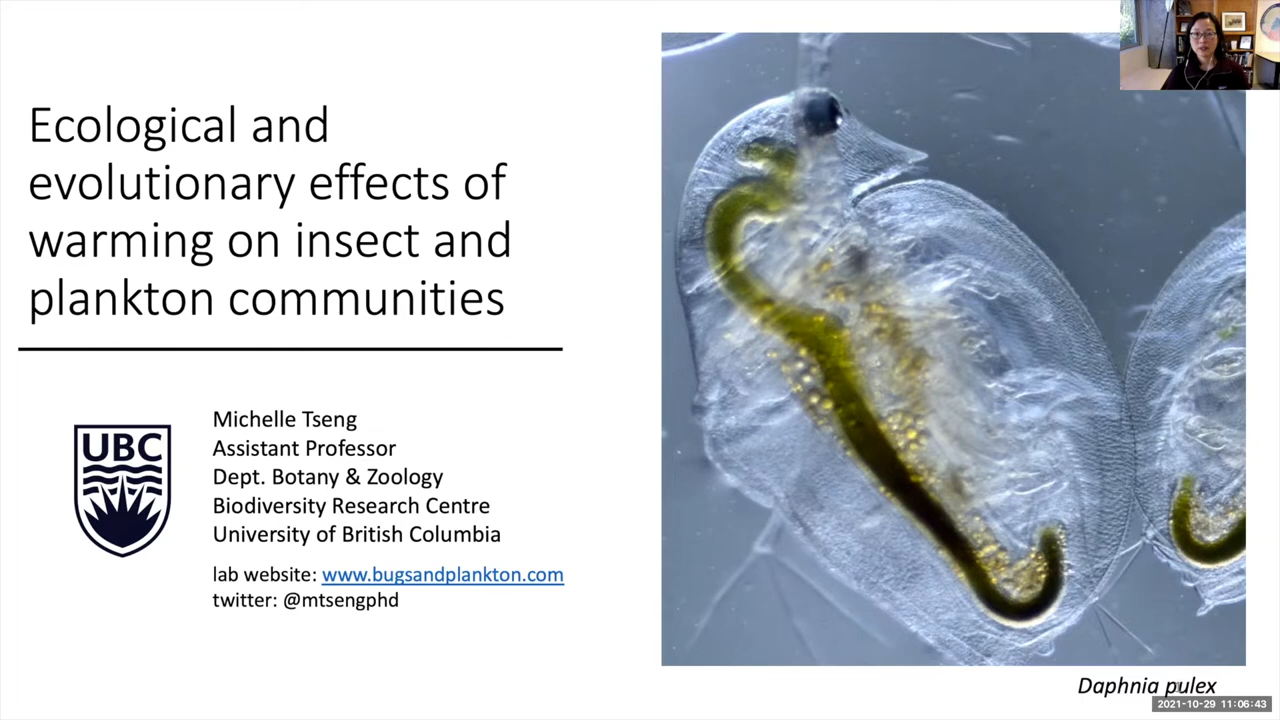 Ecological and
evolutionary effects of
warming on insect and
plankton communities
UBC
Michelle Tseng
Assistant Professor
Dept. Botany & Zoology
Biodiversity Research Centre
University of British Columbia
lab website: www.bugsandplankton.com
twitter: @mtsengphd
Daphnia pulex
2021-10-29 11:06:43